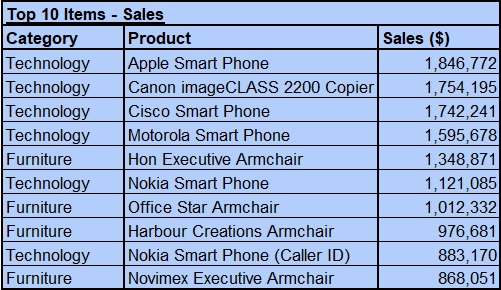 Top 10 Items - Sales
Category Product Sales ($)
Technology Apple Smart Phone 1,846,772
Technology Canon imageCLASS 2200 Copier 1,754,195
Technology Cisco Smart Phone 1,742,241
Technology Motorola Smart Phone 1,595,678
Furniture Hon Executive Armchair 1,348,871
Technology Nokia Smart Phone 1,121,085
Furniture Office Star Armchair 1,012,332
Furniture Harbour Creations Armchair 976,681
Technology Nokia Smart Phone (Caller ID) 883,170
Furniture Novimex Executive Armchair 868,051